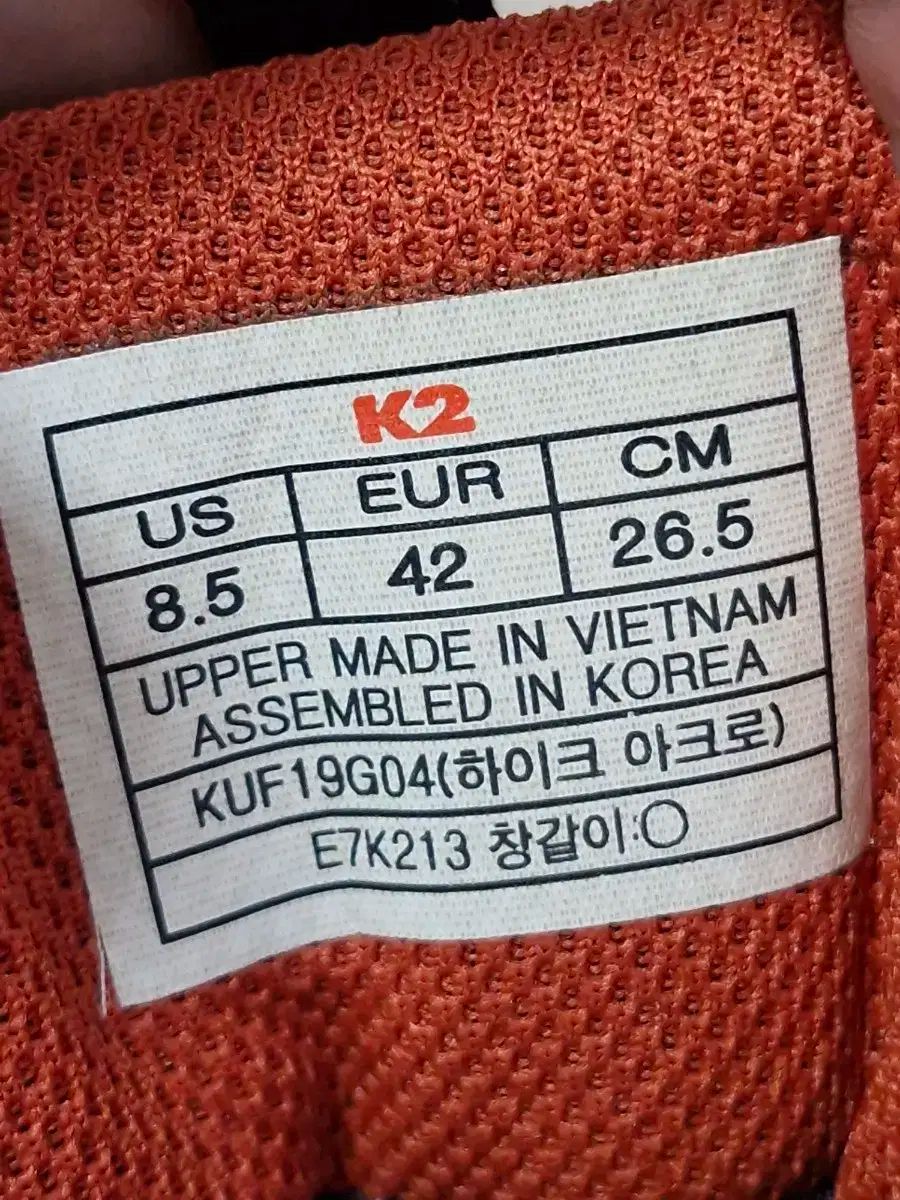 K2
US EUR CM
8.5 42 26.5
UPPER MADE IN VIETNAM
ASSEMBLED IN KOREA
KUF19G04(하이크 아크로)
E7K213 창갈이:○